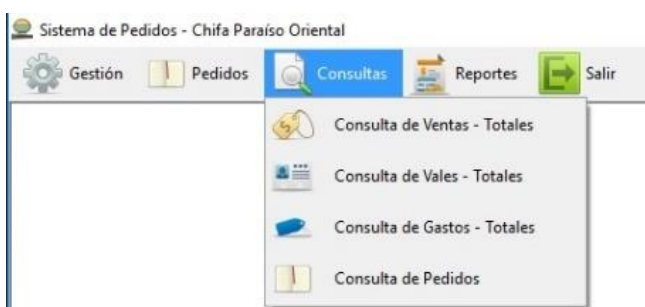 Sistema de Pedidos - Chifa Paraíso Oriental
Gestión Pedidos Consultas Reportes Salir
Consulta de Ventas - Totales
Consulta de Vales - Totales
Consulta de Gastos - Totales
Consulta de Pedidos